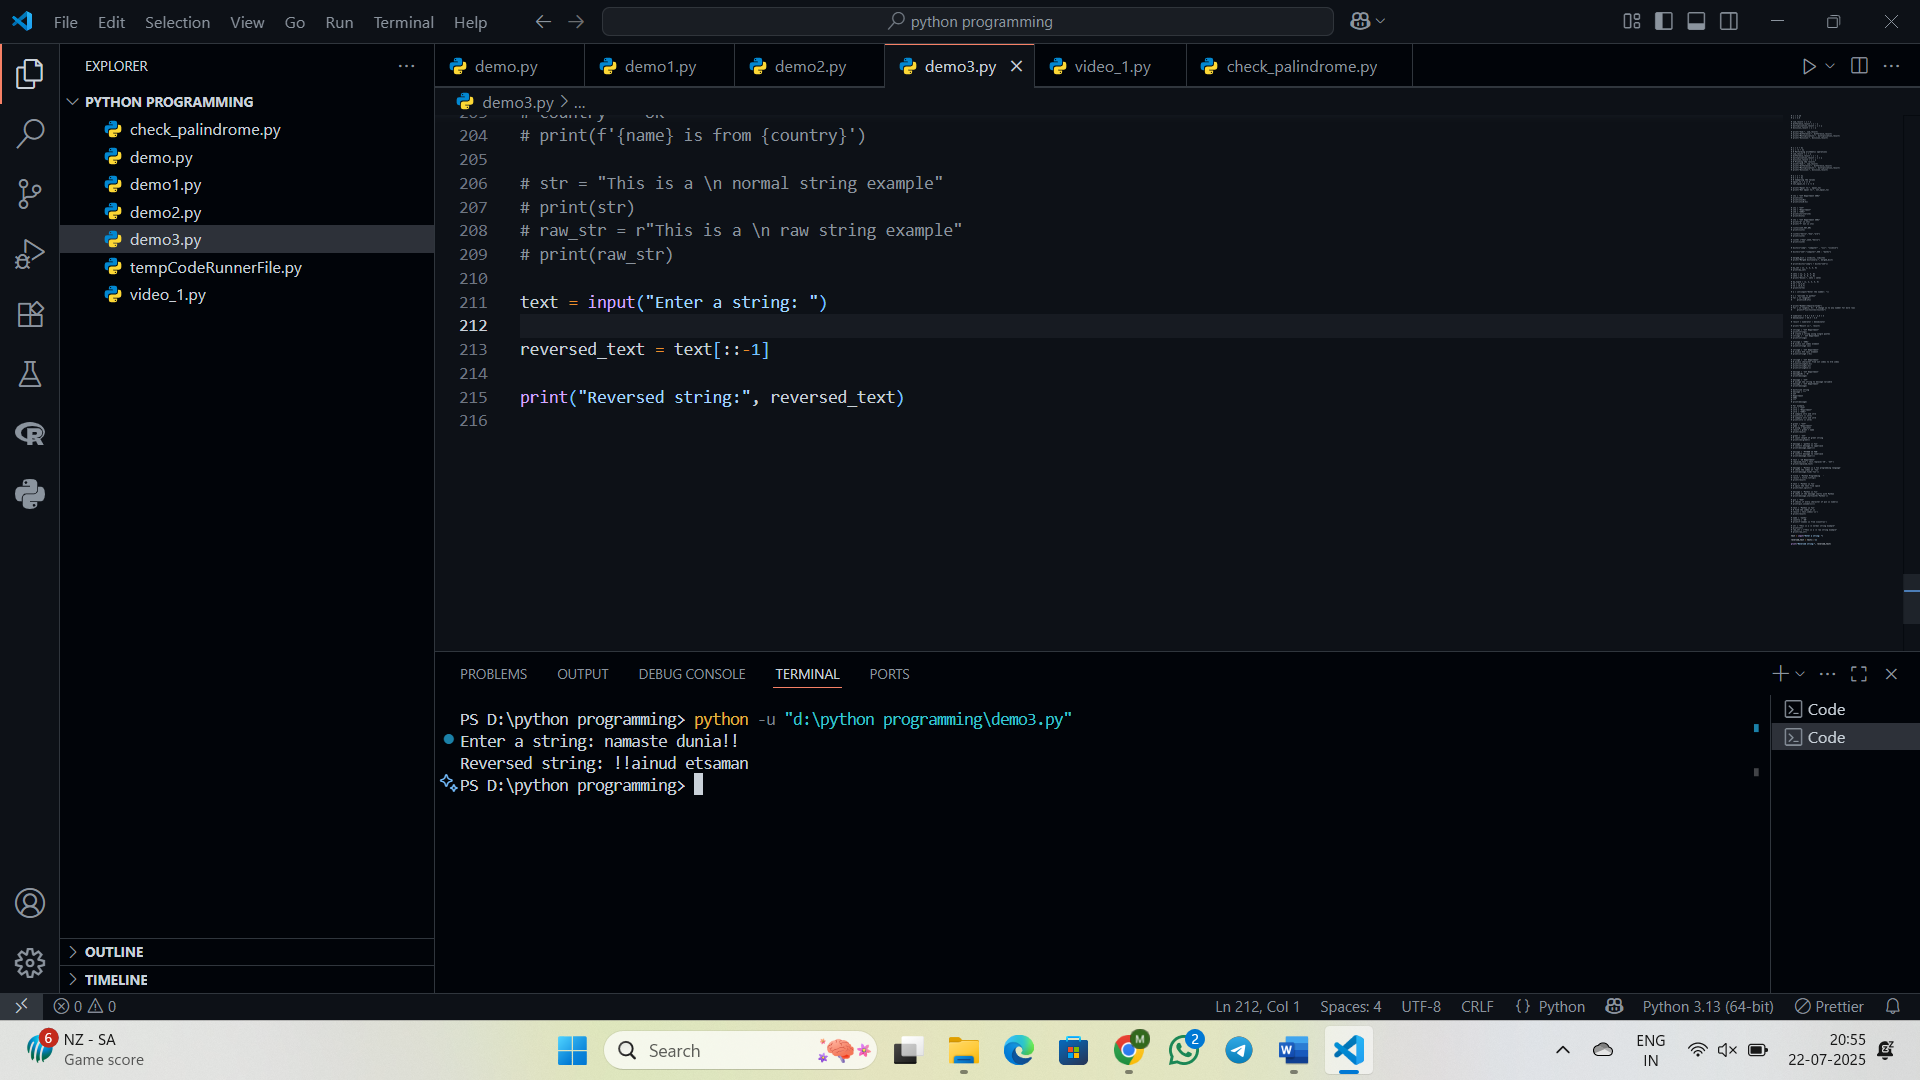 File Edit Selection View Go Run Terminal Help
python programming
EXPLORER
PYTHON PROGRAMMING
check_palindrome.py
demo.py
demo1.py
demo2.py
demo3.py
tempCodeRunnerFile.py
video_1.py
OUTLINE
TIMELINE
demo.py demo1.py demo2.py demo3.py video_1.py check_palindrome.py
demo3.py > ...
204 # print(f'{name} is from {country}')
205
206 # str = "This is a \n normal string example"
207 # print(str)
208 # raw_str = r"This is a \n raw string example"
209 # print(raw_str)
210
211 text = input("Enter a string: ")
212
213 reversed_text = text[::-1]
214
215 print("Reversed string:", reversed_text)
216
PROBLEMS OUTPUT DEBUG CONSOLE TERMINAL PORTS
PS D:\python programming> python -u "d:\python programming\demo3.py"
Enter a string: namaste dunia!!
Reversed string: !!ainud etsaman
PS D:\python programming>
Code
Code
0 0
Ln 212, Col 1 Spaces: 4 UTF-8 CRLF {} Python Python 3.13 (64-bit) Prettier
6
NZ - SA
Game score
Search
M
2
ENG
IN
20:55
22-07-2025